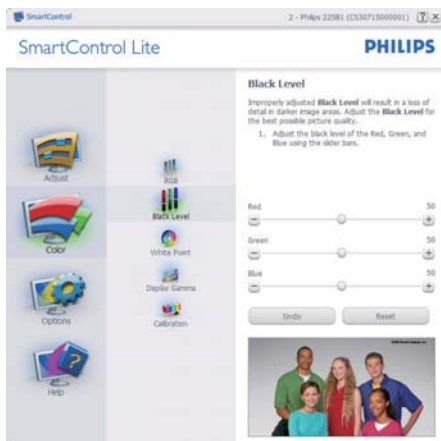 SmartControl
2 - Philips 225B1 (CS30715000001)
SmartControl Lite
PHILIPS
Adjust
Color
Options
Help
RGB
Black Level
White Point
Display Gamma
Calibration
Black Level
Improperly adjusted Black Level will result in a loss of
detail in darker image areas. Adjust the Black Level for
the best possible picture quality.
1. Adjust the black level of the Red, Green, and
Blue using the slider bars.
Red 50
Green 50
Blue 50
Undo Reset